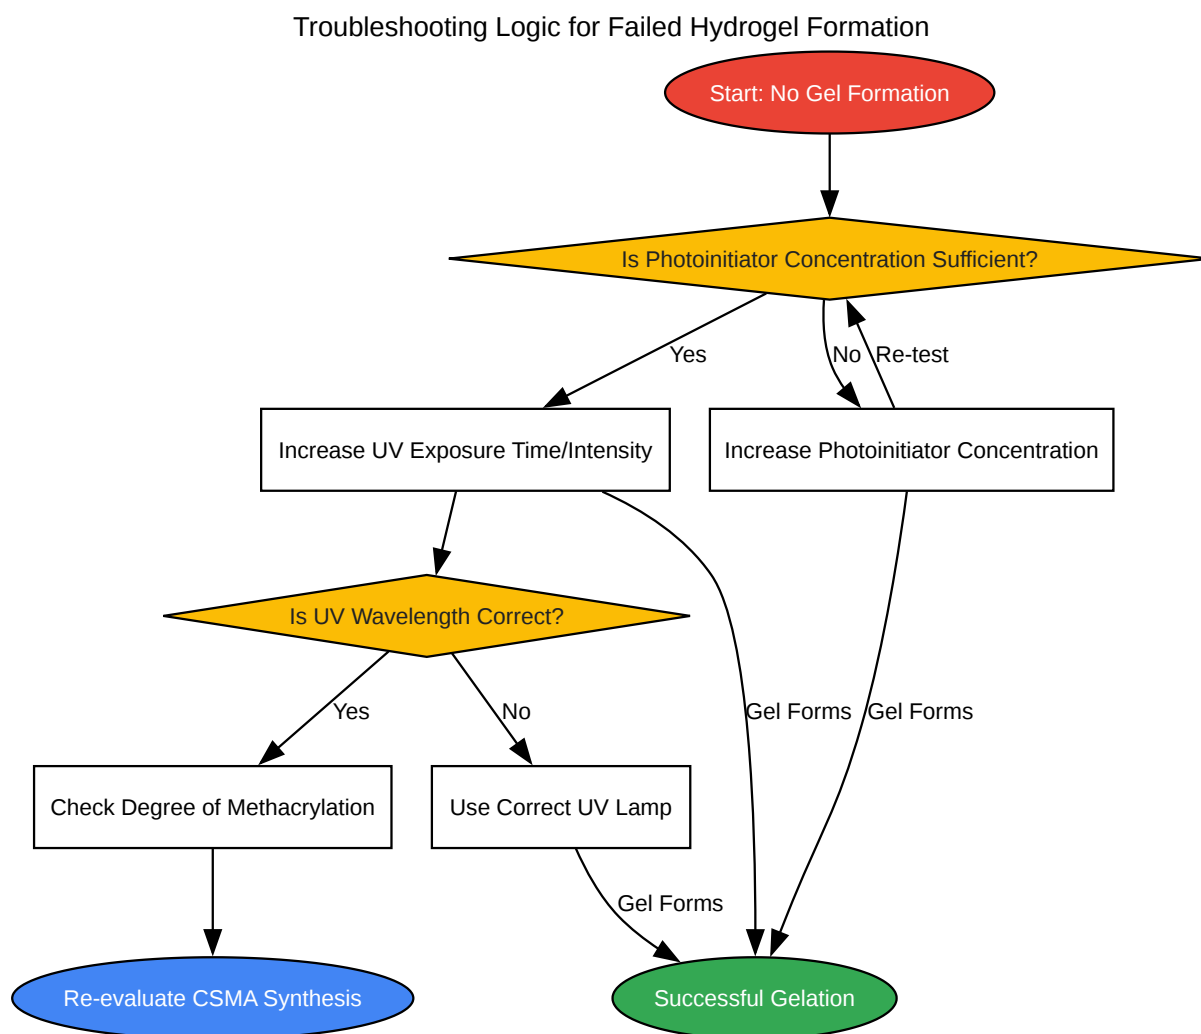 Troubleshooting Logic for Failed Hydrogel Formation
Start: No Gel Formation
Is Photoinitiator Concentration Sufficient?
Yes
No
Re-test
Increase UV Exposure Time/Intensity
Increase Photoinitiator Concentration
Is UV Wavelength Correct?
Yes
No
Gel Forms
Gel Forms
Check Degree of Methacrylation
Use Correct UV Lamp
Gel Forms
Re-evaluate CSMA Synthesis
Successful Gelation